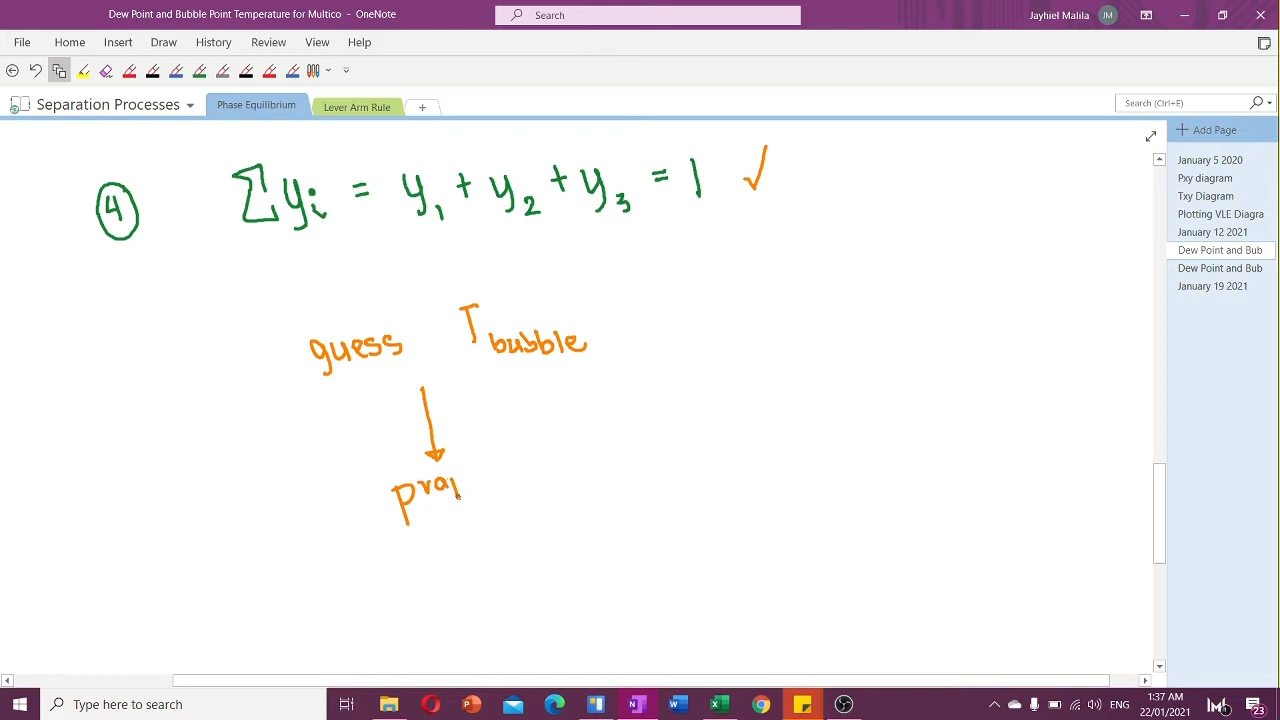 Dew Point and Bubble Point Temperature for Multico - OneNote
Search
Jayhiel Malila JM
File Home Insert Draw History Review View Help
Separation Processes Phase Equilibrium Lever Arm Rule + Search (Ctrl+E)
Add Page
January 5 2020
Pxy diagram
Txy Diagram
Plotting VLE Diagra
January 12 2021
Dew Point and Bub
Dew Point and Bub
January 19 2021
④ ∑yᵢ = y₁ + y₂ + y₃ = 1 ✓
guess T bubble
↓
Type here to search
ENG
1:37 AM
22/01/2021
23